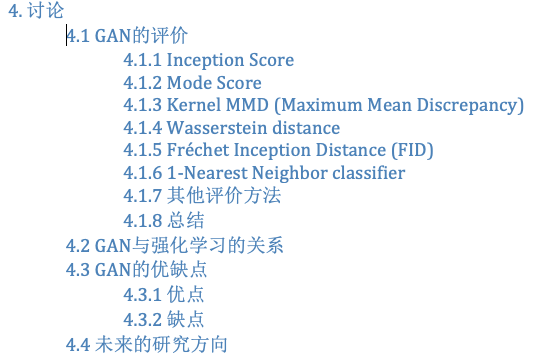 4. 讨论
4.1 GAN的评价
4.1.1 Inception Score
4.1.2 Mode Score
4.1.3 Kernel MMD (Maximum Mean Discrepancy)
4.1.4 Wasserstein distance
4.1.5 Fréchet Inception Distance (FID)
4.1.6 1-Nearest Neighbor classifier
4.1.7 其他评价方法
4.1.8 总结
4.2 GAN与强化学习的关系
4.3 GAN的优缺点
4.3.1 优点
4.3.2 缺点
4.4 未来的研究方向